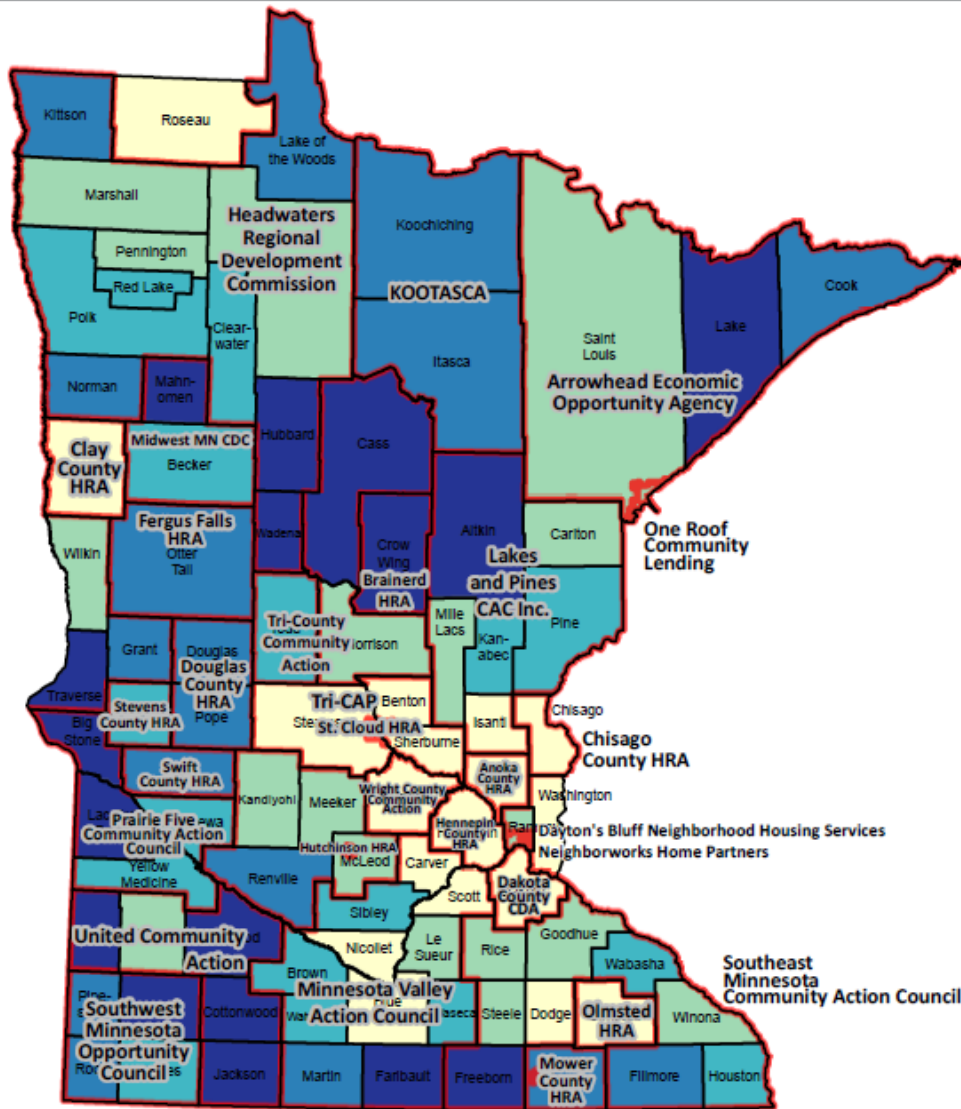 Kittson
Roseau
Lake of
the Woods
Marshall
Headwaters
Regional
Development
Commission
Koochiching
Pennington
Red Lake
Polk
Clear-
water
KOOTASCA
Itasca
Saint
Louis
Lake
Cook
Arrowhead Economic
Opportunity Agency
Norman
Mahn-
omen
Hubbard
Cass
Clay
County
HRA
Midwest MN CDC
Becker
One Roof
Community
Lending
Wilkin
Fergus Falls
HRA
Otter
Tail
Wadena
Crow
Wing
Brainerd
HRA
Aitkin
Carlton
Lakes
and Pines
CAC Inc.
Pine
Mille
Lacs
Kan-
abec
Tri-County
Community
Action
Grant
Douglas
Douglas
County
HRA
Pope
Traverse
Stevens
County HRA
Big
Stone
Tri-CAP
St. Cloud HRA
Benton
Sherburne
Isanti
Chisago
Chisago
County HRA
Swift
County HRA
Kandiyohi
Meeker
Wright County
Community
Action
Anoka
County
HRA
Washington
Hennepin
County
HRA
Dayton's Bluff Neighborhood Housing Services
Neighborworks Home Partners
Prairie Five
Community Action
Council
Yellow
Medicine
Hutchinson HRA
McLeod
Carver
Renville
Scott
Dakota
County
CDA
Sibley
United Community
Action
Nicollet
Le
Sueur
Rice
Goodhue
Wabasha
Southeast
Minnesota
Community Action Council
Brown
Minnesota Valley
Action Council
Steele
Dodge
Olmsted
HRA
Winona
Southwest
Minnesota
Opportunity
Council
Cottonwood
Jackson
Martin
Faribault
Freeborn
Mower
County
HRA
Fillmore
Houston